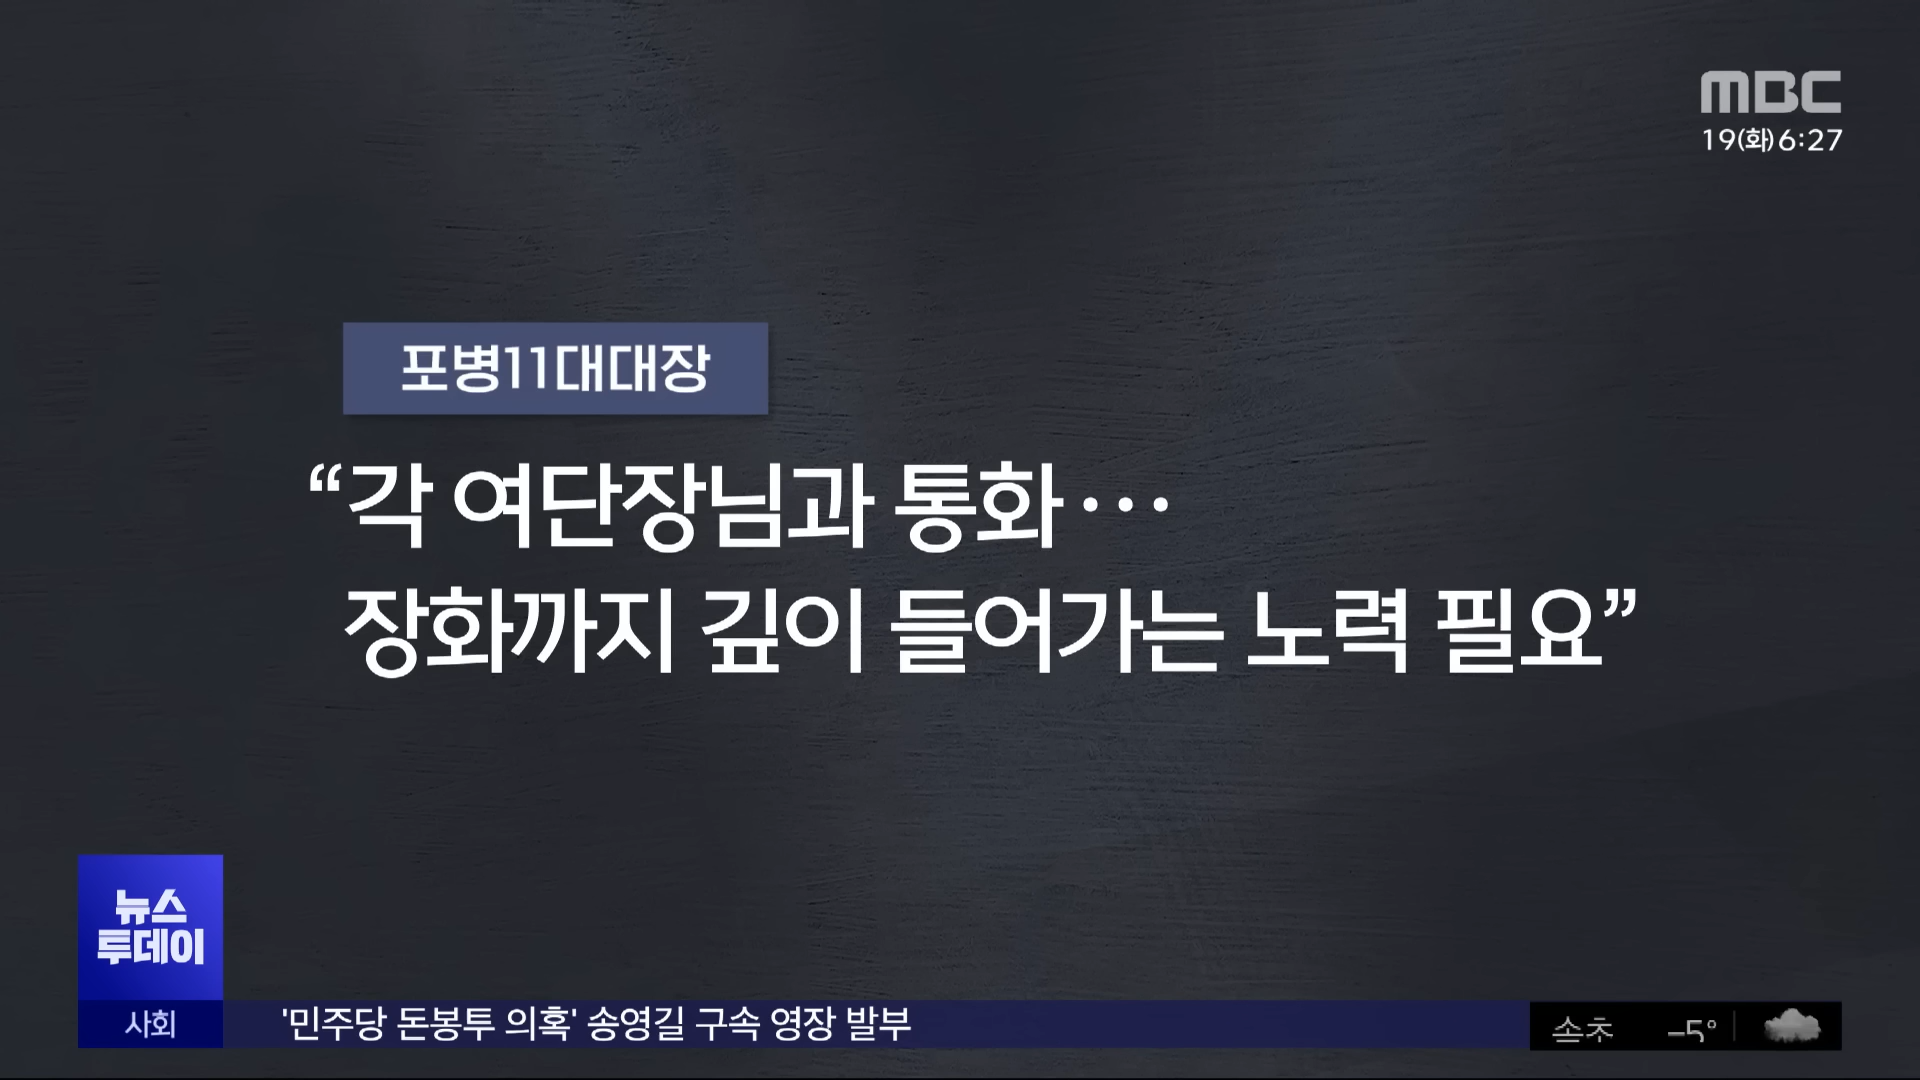 MBC
19(화)6:27
포병11대대장
“각 여단장님과 통화…
장화까지 깊이 들어가는 노력 필요”
뉴스
투데이
사회
'민주당 돈봉투 의혹' 송영길 구속 영장 발부
속초 -5°